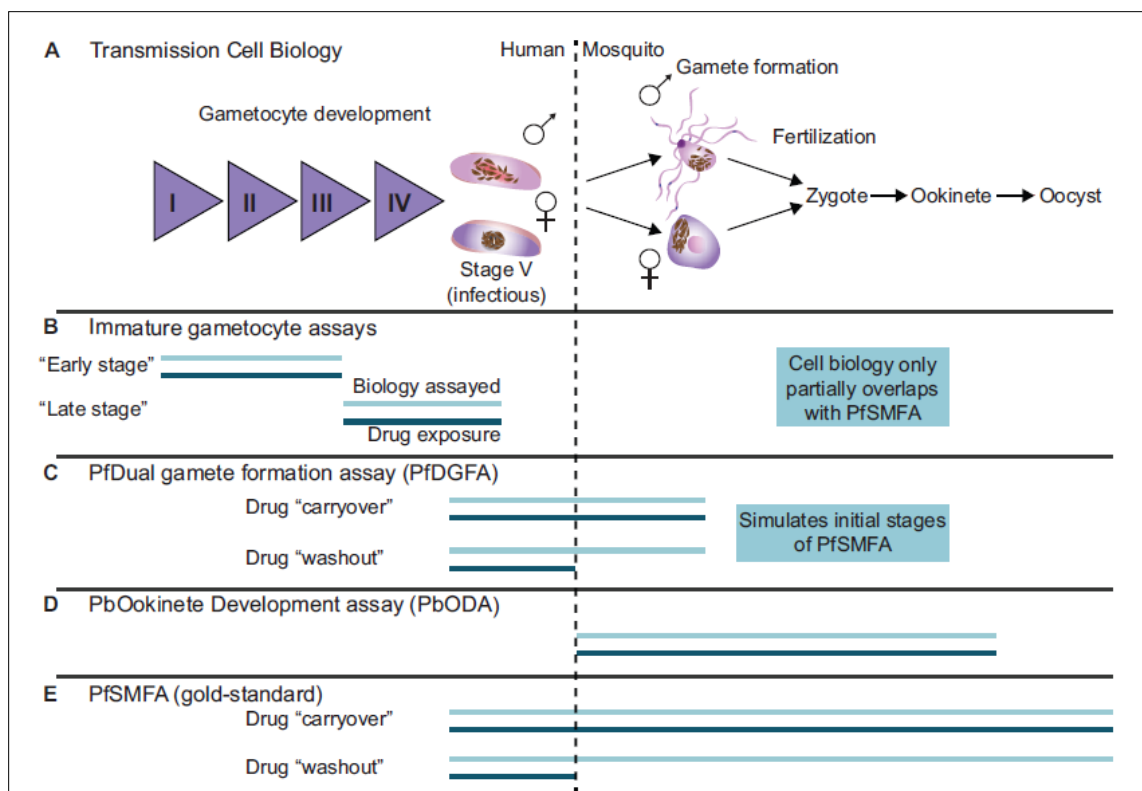 A Transmission Cell Biology
Human Mosquito
Gamete formation
Gametocyte development
Fertilization
I II III IV
Zygote Ookinete Oocyst
Stage V
(infectious)
B Immature gametocyte assays
"Early stage"
Biology assayed
"Late stage"
Drug exposure
Cell biology only
partially overlaps
with PfSMFA
C PfDual gamete formation assay (PfDGFA)
Drug "carryover"
Drug "washout"
Simulates initial stages
of PfSMFA
D PbOokinete Development assay (PbODA)
E PfSMFA (gold-standard)
Drug "carryover"
Drug "washout"